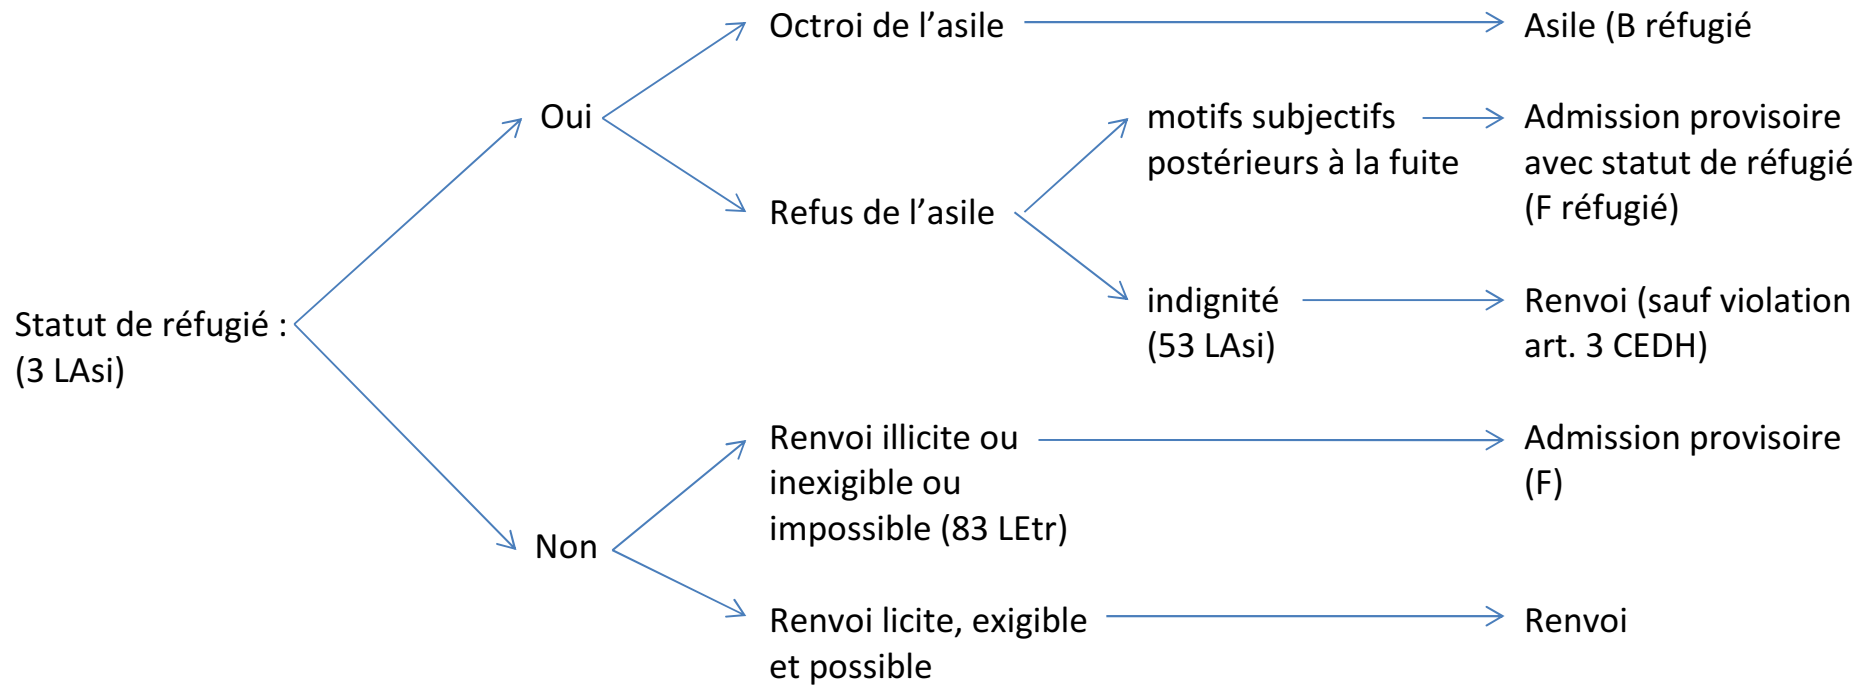 Statut de réfugié :
(3 LAsi)
Oui
Octroi de l’asile
Asile (B réfugié
Refus de l’asile
motifs subjectifs
postérieurs à la fuite
Admission provisoire
avec statut de réfugié
(F réfugié)
indignité
(53 LAsi)
Renvoi (sauf violation
art. 3 CEDH)
Non
Renvoi illicite ou
inexigible ou
impossible (83 LEtr)
Admission provisoire
(F)
Renvoi licite, exigible
et possible
Renvoi